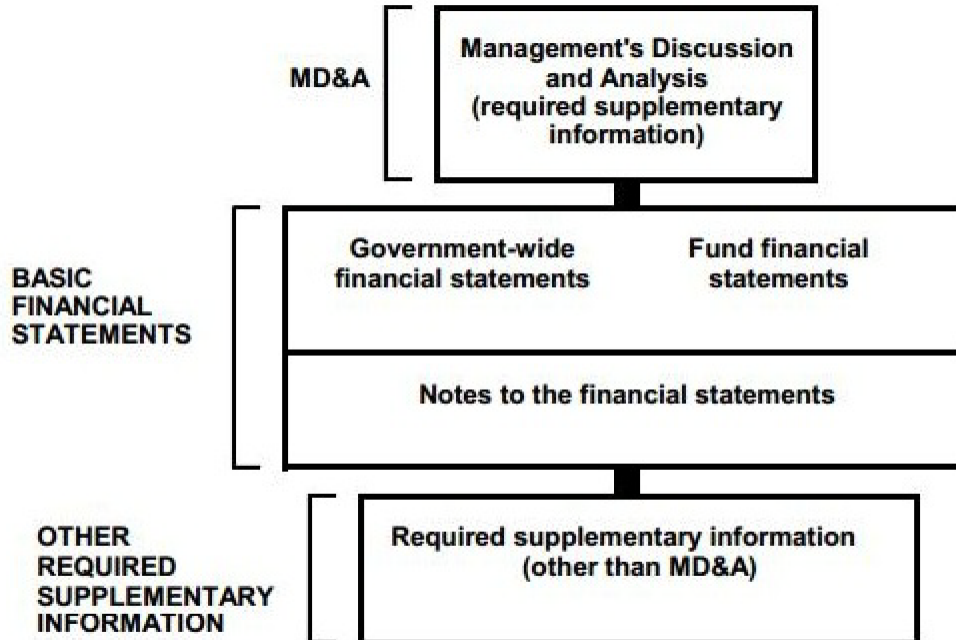 MD&A
Management's Discussion
and Analysis
(required supplementary
information)
BASIC
FINANCIAL
STATEMENTS
Government-wide
financial statements
Fund financial
statements
Notes to the financial statements
OTHER
REQUIRED
SUPPLEMENTARY
INFORMATION
Required supplementary information
(other than MD&A)